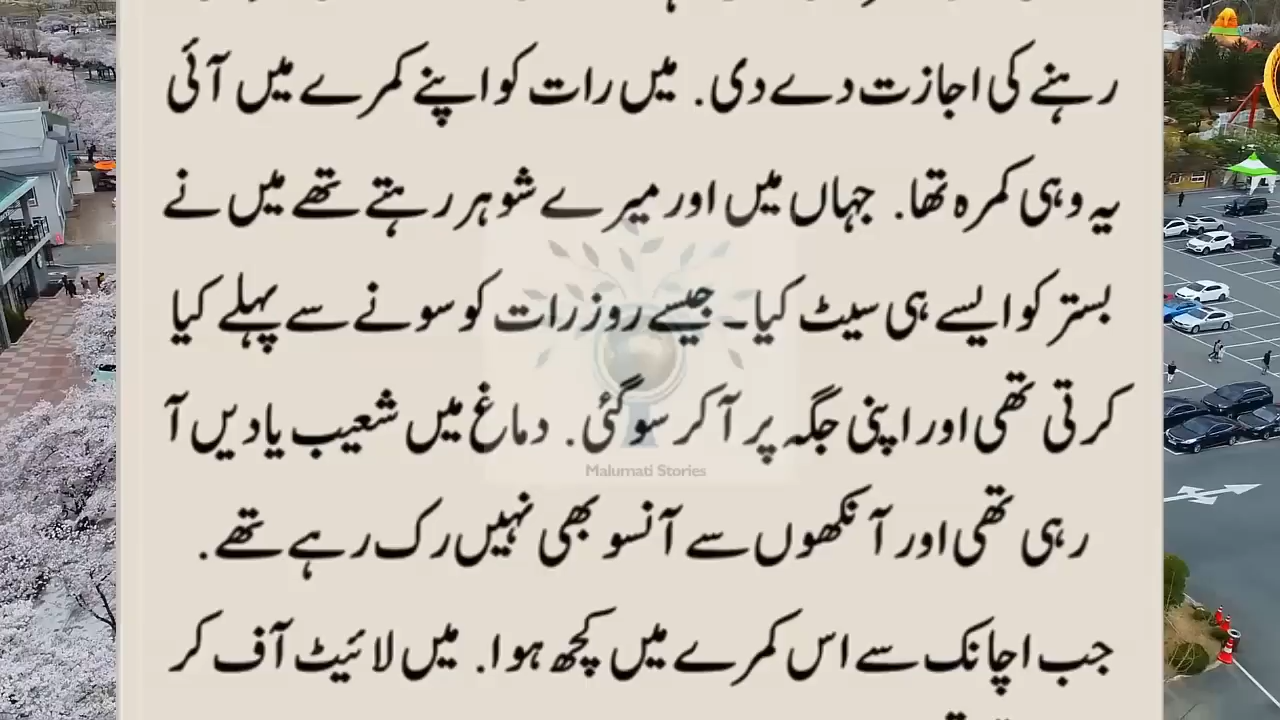 رہنے کی اجازت دے دی. میں رات کو اپنے کمرے میں آئی
یہ وہی کمرہ تھا. جہاں میں اور میرے شوہر رہتے تھے میں نے
بستر کو ایسے ہی سیٹ کیا۔ جیسے روز رات کو سونے سے پہلے کیا
کرتی تھی اور اپنی جگہ پر آ کر سو گئی. دماغ میں شعیب یادیں آ
رہی تھی اور آنکھوں سے آنسو بھی نہیں رک رہے تھے.
جب اچانک سے اس کمرے میں کچھ ہوا. میں لائیٹ آف کر
Malumati Stories